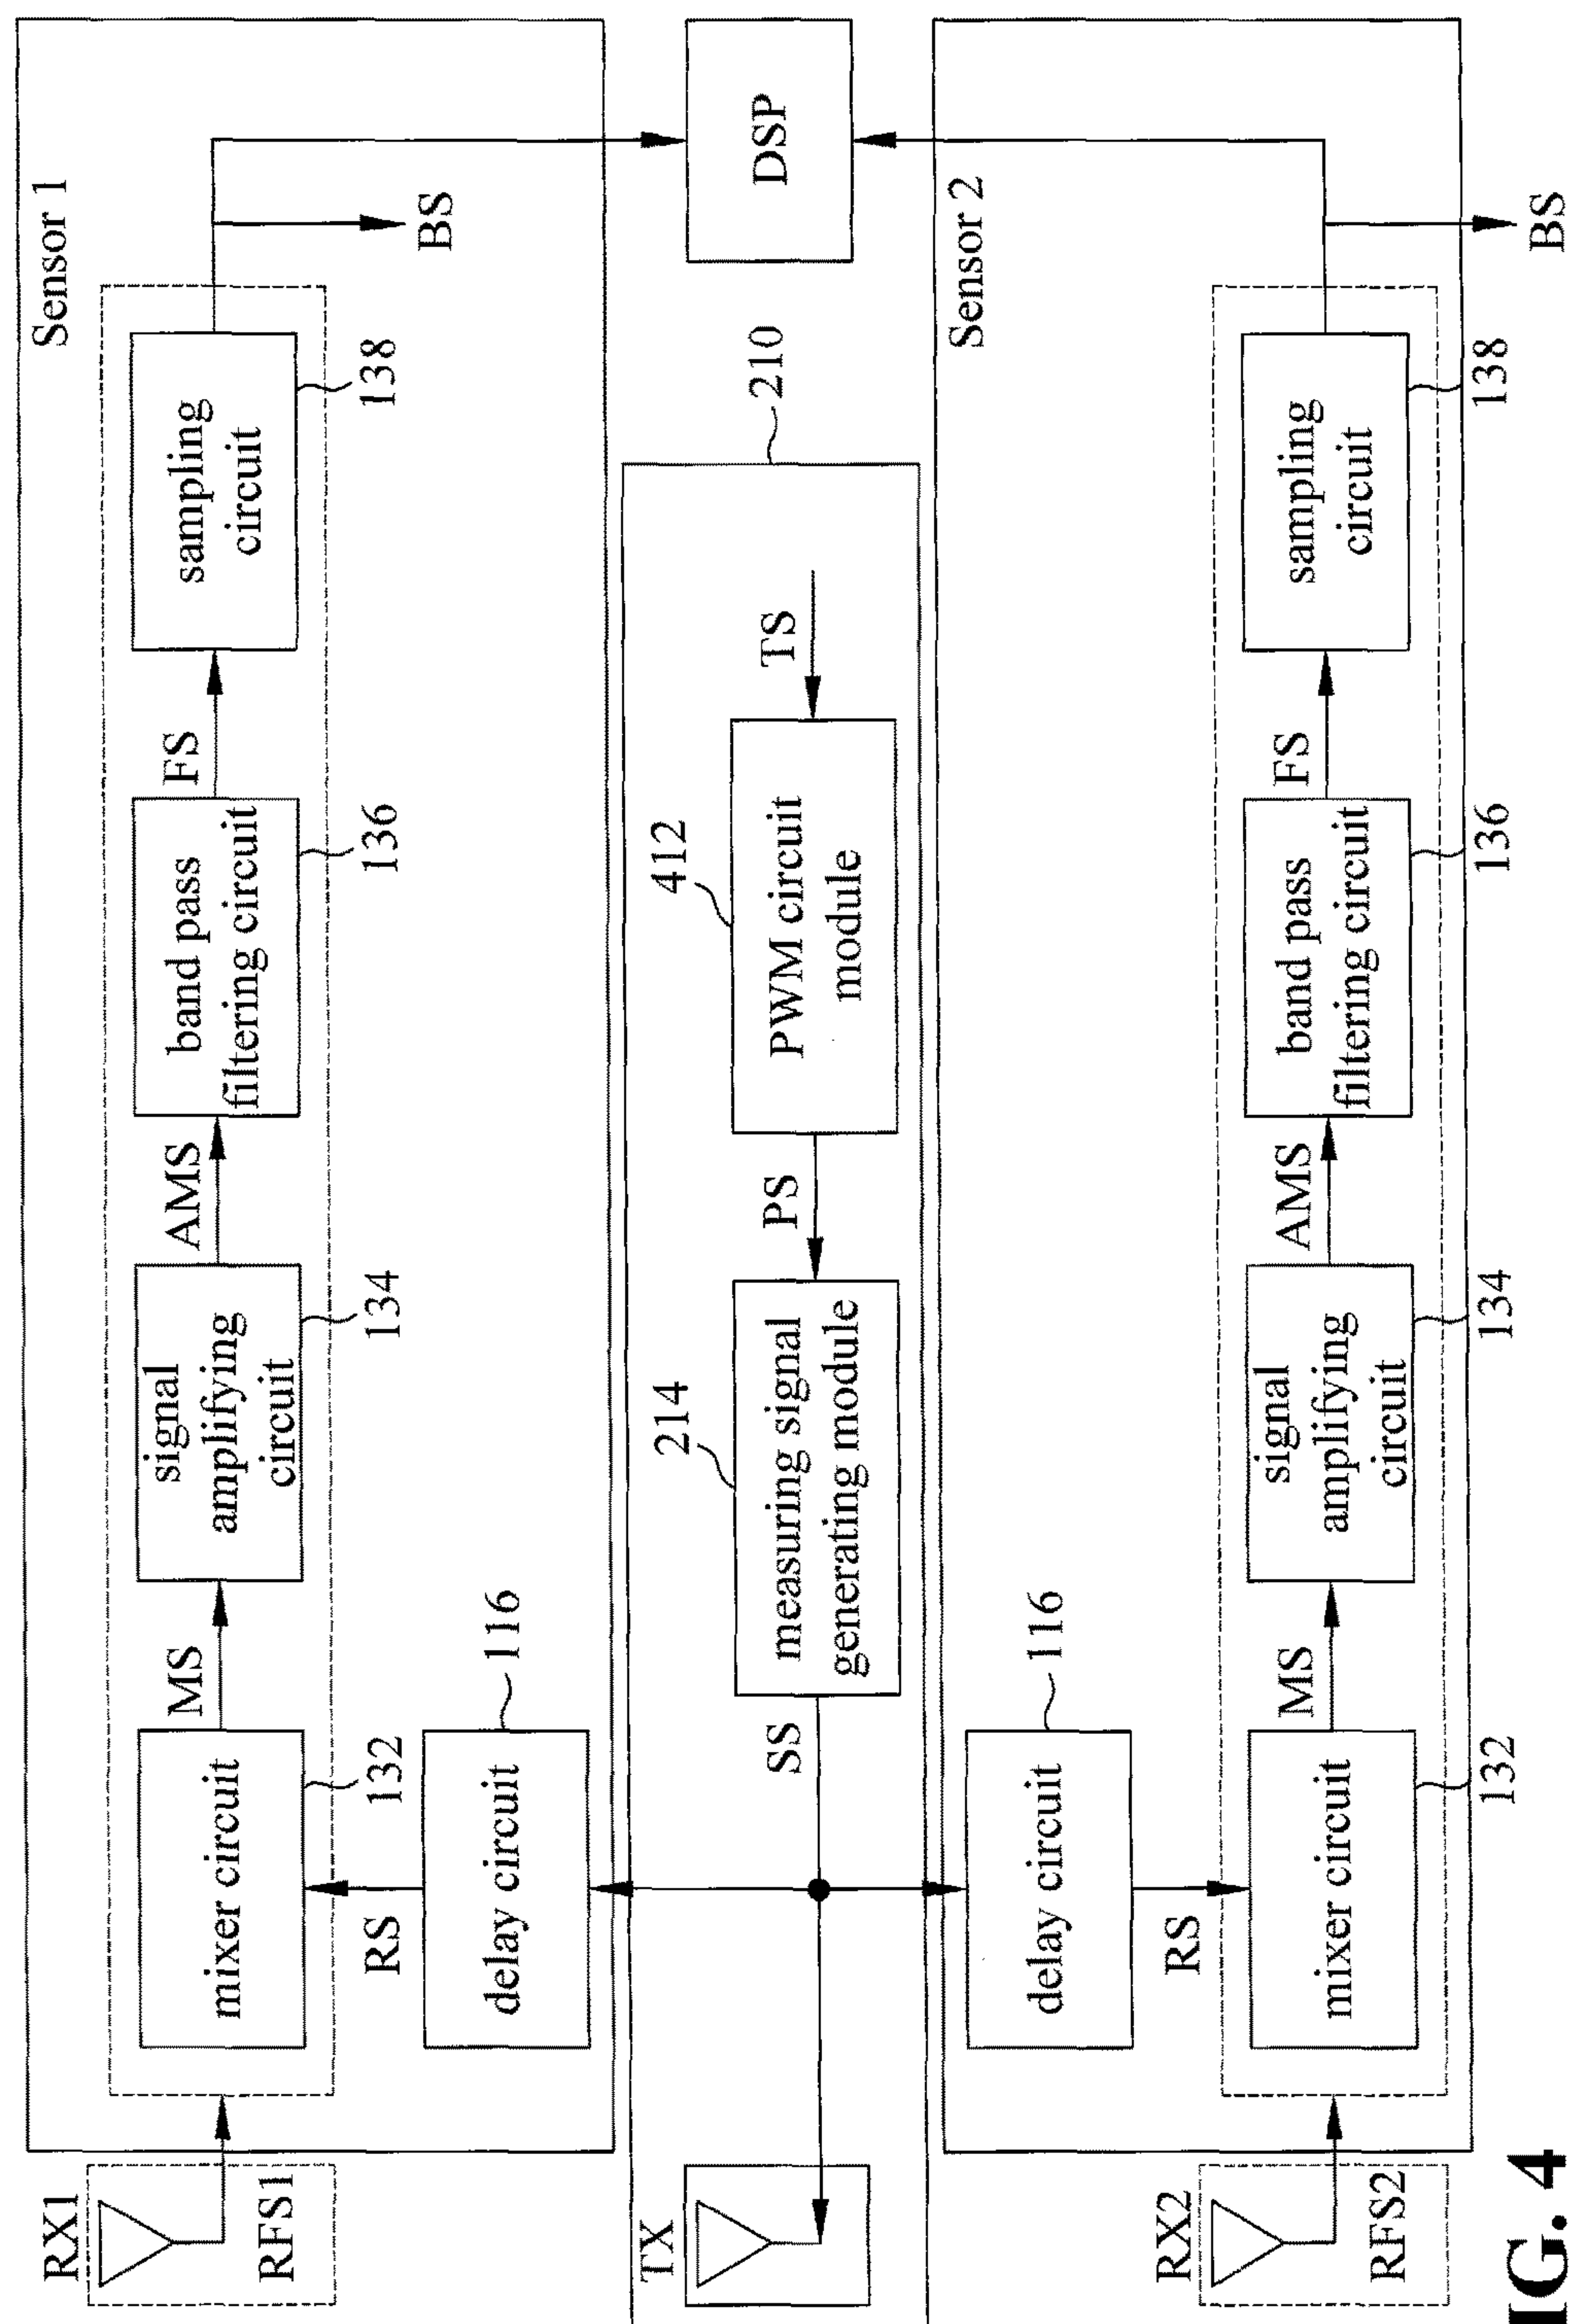 Sensor 1
RX1
RFS1
mixer circuit
132
MS
signal
amplifying
circuit
134
AMS
band pass
filtering circuit
136
FS
sampling
circuit
138
BS
RS
delay circuit
116
DSP
TX
SS
measuring signal
generating module
214
PS
PWM circuit
module
412
TS
210
Sensor 2
delay circuit
116
RS
RX2
RFS2
mixer circuit
132
MS
signal
amplifying
circuit
134
AMS
band pass
filtering circuit
136
FS
sampling
circuit
138
BS
IG. 4